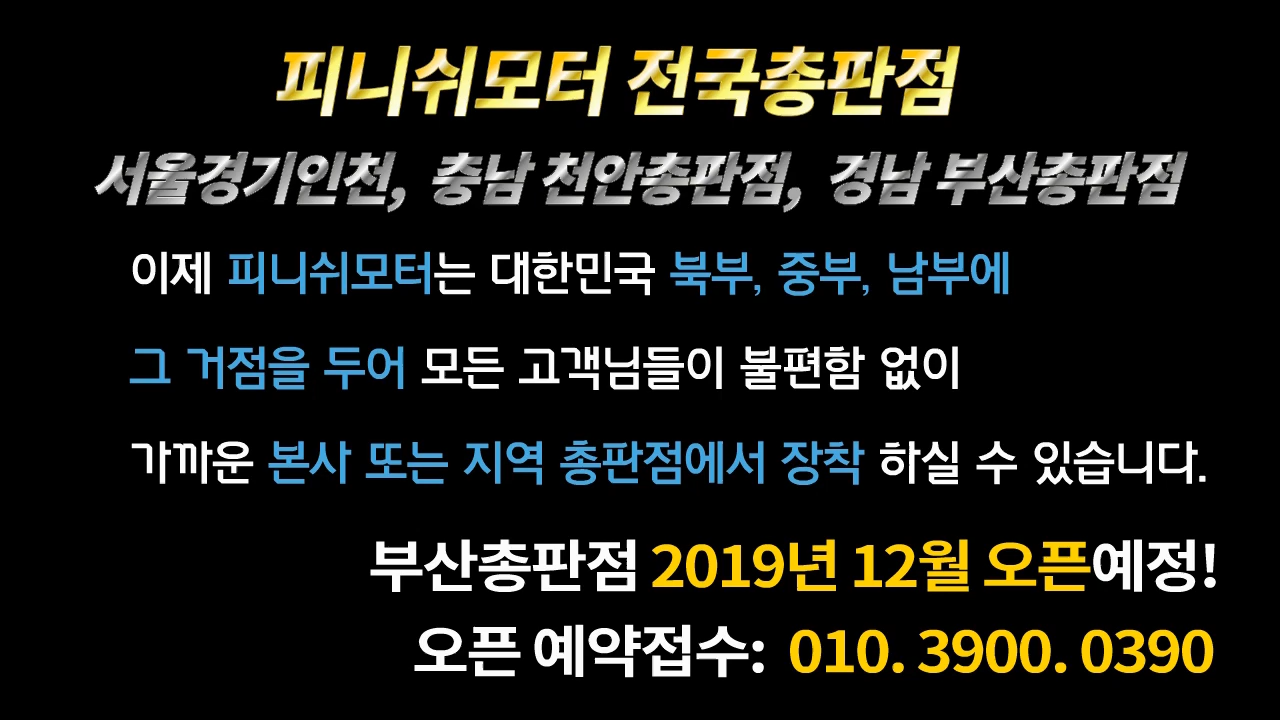 피니쉬모터 전국총판점
서울경기인천, 충남 천안총판점, 경남 부산총판점
이제 피니쉬모터는 대한민국 북부, 중부, 남부에
그 거점을 두어 모든 고객님들이 불편함 없이
가까운 본사 또는 지역 총판점에서 장착 하실 수 있습니다.
부산총판점 2019년 12월 오픈예정!
오픈 예약접수: 010. 3900. 0390